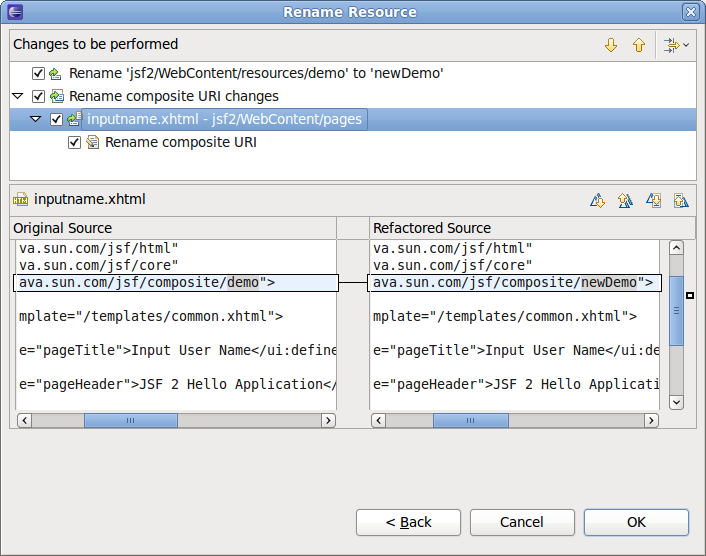 Rename Resource
Changes to be performed
Rename 'jsf2/WebContent/resources/demo' to 'newDemo'
Rename composite URI changes
inputname.xhtml - jsf2/WebContent/pages
Rename composite URI
inputname.xhtml
Original Source
va.sun.com/jsf/html"
va.sun.com/jsf/core"
ava.sun.com/jsf/composite/demo">
mplate="/templates/common.xhtml">
e="pageTitle">Input User Name</ui:define
e="pageHeader">JSF 2 Hello Application</
Refactored Source
va.sun.com/jsf/html"
va.sun.com/jsf/core"
ava.sun.com/jsf/composite/newDemo">
mplate="/templates/common.xhtml">
e="pageTitle">Input User Name</ui:de
e="pageHeader">JSF 2 Hello Applicati
< Back
Cancel
OK